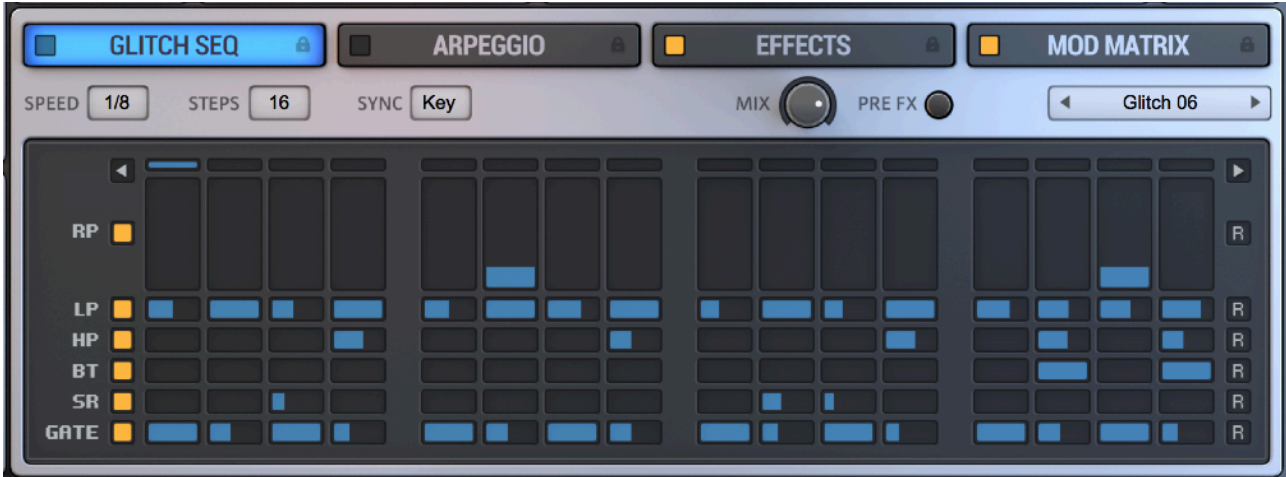 GLITCH SEQ ARPEGGIO EFFECTS MOD MATRIX
SPEED 1/8 STEPS 16 SYNC Key MIX PRE FX Glitch 06
RP R
LP R
HP R
BT R
SR R
GATE R